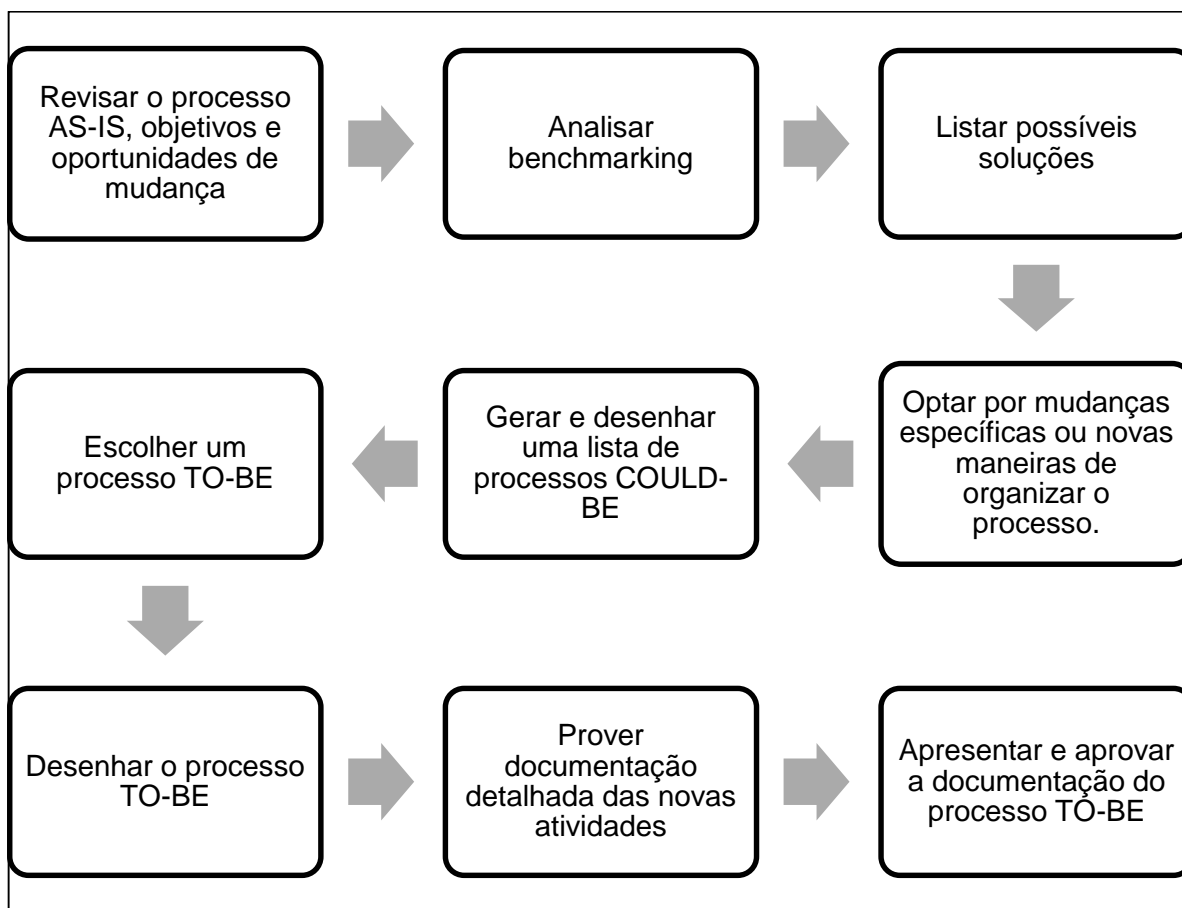 Revisar o processo
AS-IS, objetivos e
oportunidades de
mudança
Analisar
benchmarking
Listar possíveis
soluções
Optar por mudanças
específicas ou novas
maneiras de
organizar o
processo.
Gerar e desenhar
uma lista de
processos COULD-
BE
Escolher um
processo TO-BE
Desenhar o processo
TO-BE
Prover
documentação
detalhada das novas
atividades
Apresentar e aprovar
a documentação do
processo TO-BE